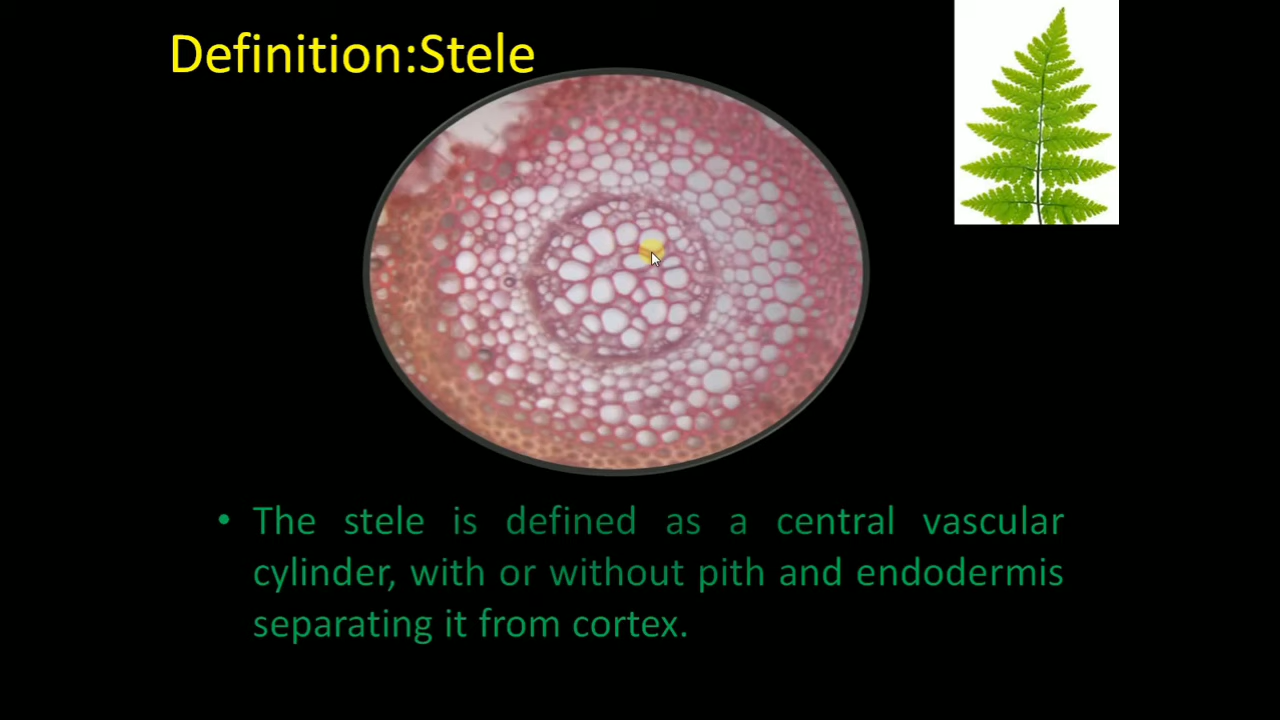 Definition:Stele
• The stele is defined as a central vascular
cylinder, with or without pith and endodermis
separating it from cortex.